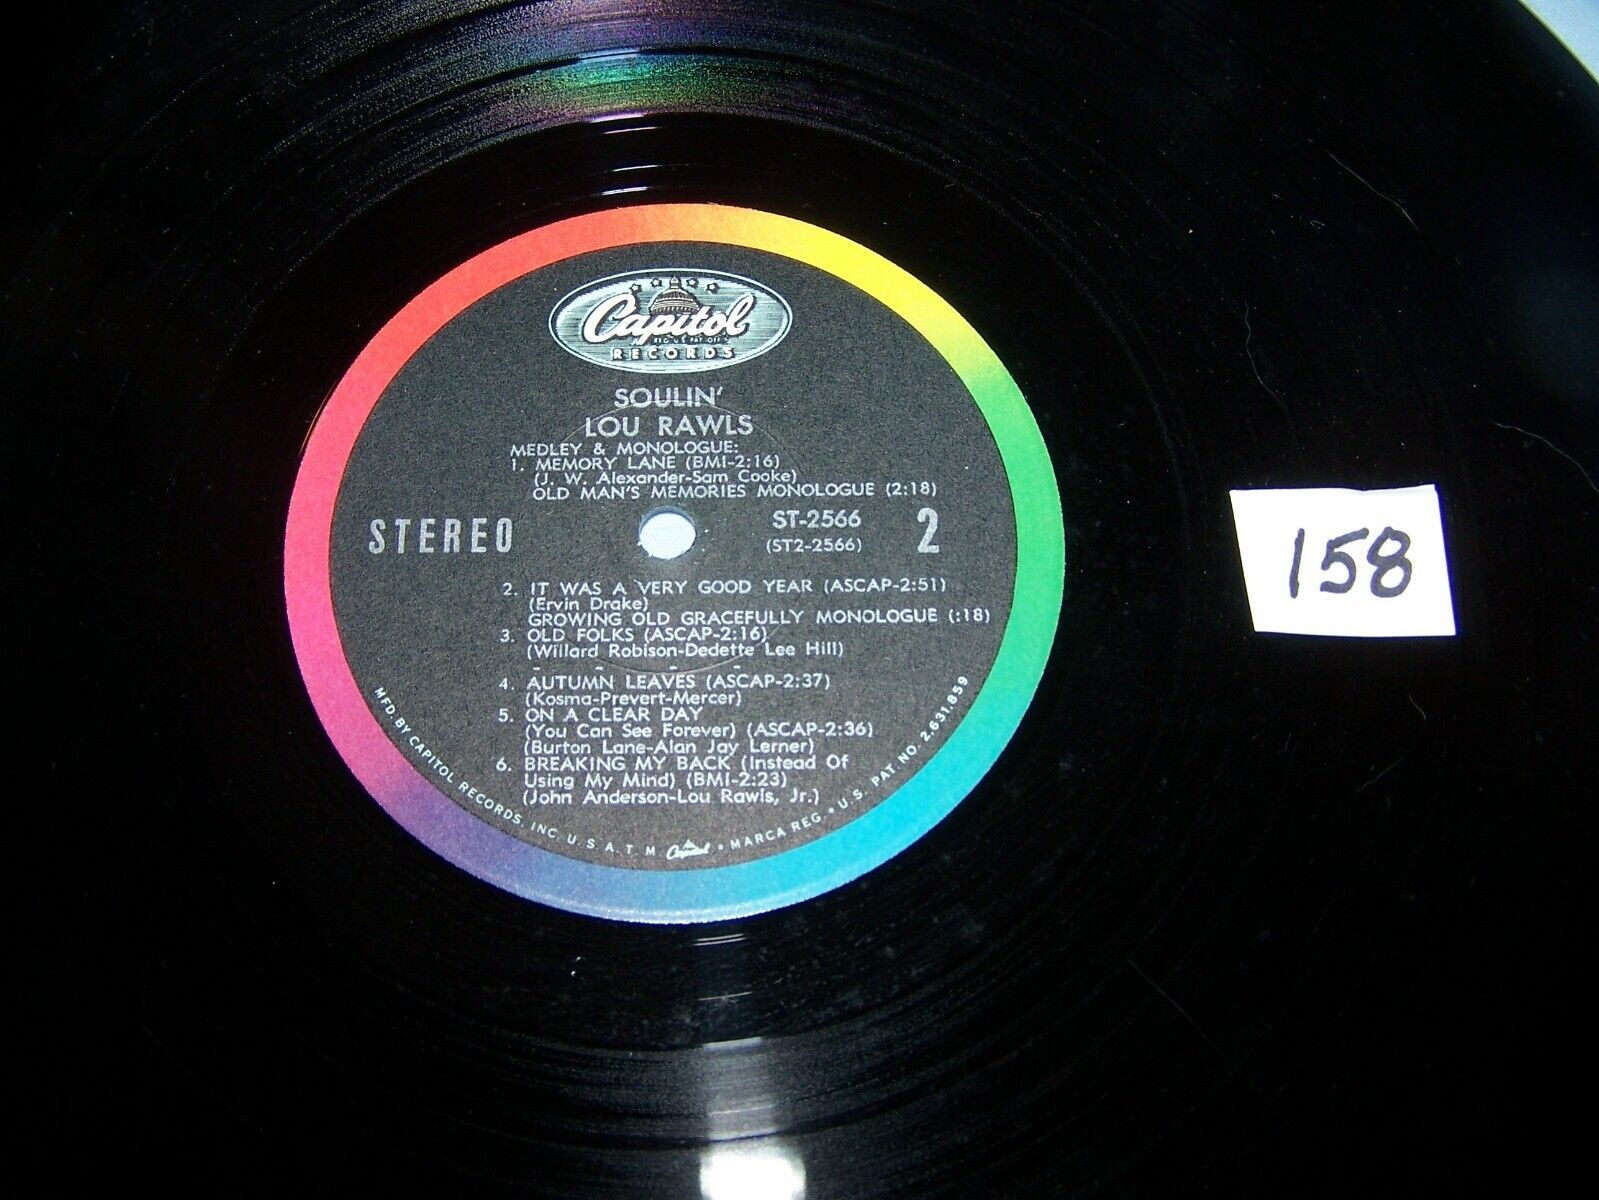 Capitol
REG. U.S. PAT. OFF.
RECORDS
SOULIN'
LOU RAWLS
MEDLEY & MONOLOGUE:
1. MEMORY LANE (BMI-2:16)
(J. W. Alexander-Sam Cooke)
OLD MAN'S MEMORIES MONOLOGUE (2:18)
STEREO
ST-2566
(ST2-2566)
2
2. IT WAS A VERY GOOD YEAR (ASCAP-2:51)
(Ervin Drake)
GROWING OLD GRACEFULLY MONOLOGUE (:18)
3. OLD FOLKS (ASCAP-2:16)
(Willard Robison-Dedette Lee Hill)
- - - -
4. AUTUMN LEAVES (ASCAP-2:37)
(Kosma-Prevert-Mercer)
5. ON A CLEAR DAY
(You Can See Forever) (ASCAP-2:36)
(Burton Lane-Alan Jay Lerner)
6. BREAKING MY BACK (Instead Of
Using My Mind) (BMI-2:23)
(John Anderson-Lou Rawls, Jr.)
MFD. BY CAPITOL RECORDS, INC. U.S.A. T.M. Capitol • MARCA REG. • U.S. PAT. NO. 2,631,859
158